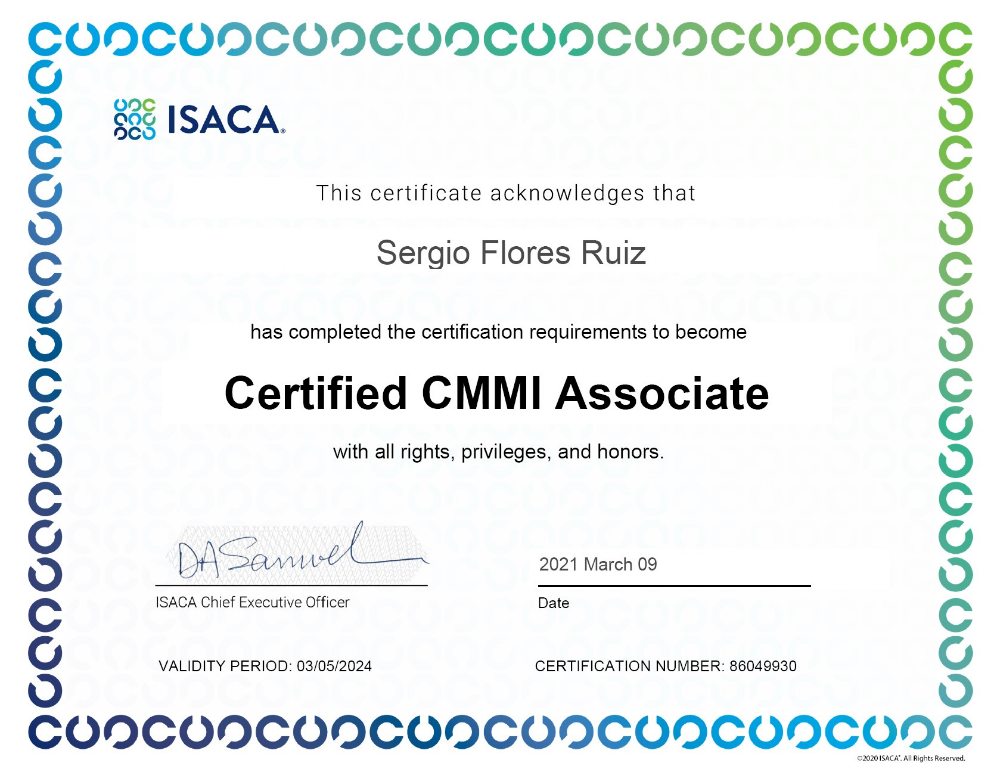 ISACA®
This certificate acknowledges that
Sergio Flores Ruiz
has completed the certification requirements to become
Certified CMMI Associate
with all rights, privileges, and honors.
DASamuel
2021 March 09
ISACA Chief Executive Officer
Date
VALIDITY PERIOD: 03/05/2024
CERTIFICATION NUMBER: 86049930
©2020 ISACA®. All Rights Reserved.